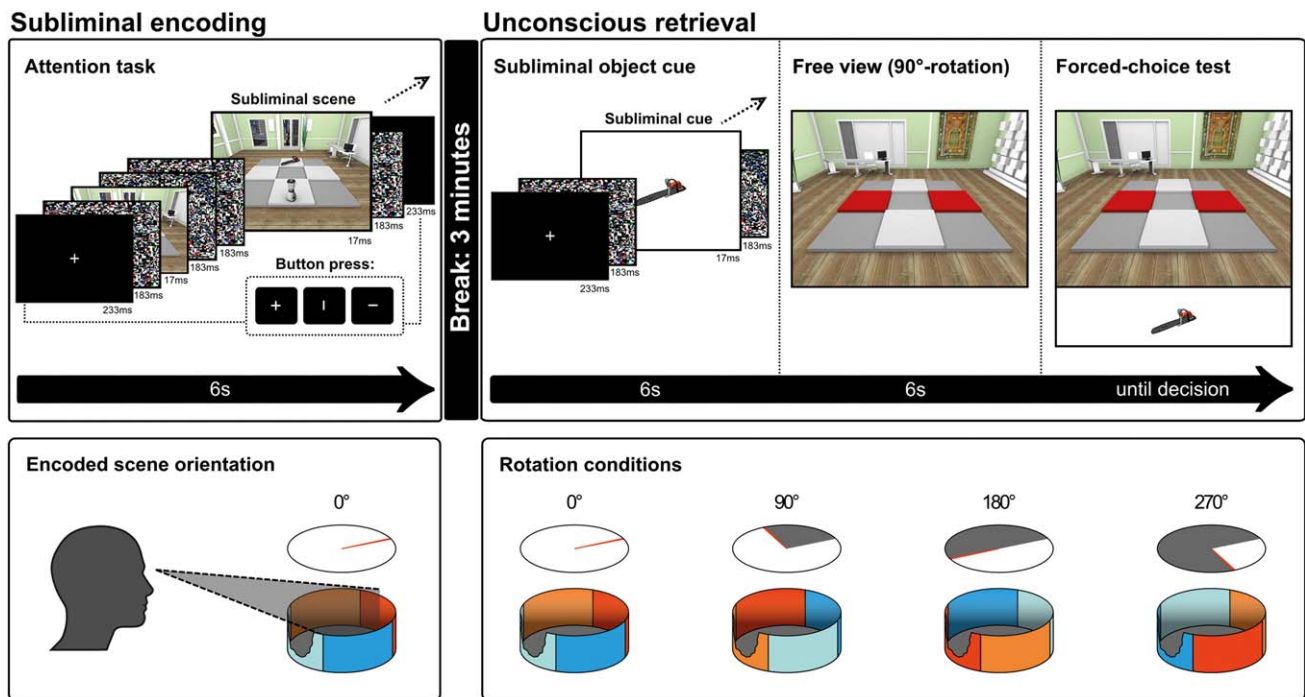 Subliminal encoding
Attention task
Subliminal scene
+
233ms
183ms
17ms
183ms
183ms
17ms
183ms
233ms
Button press:
+ | −
6s
Break: 3 minutes
Unconscious retrieval
Subliminal object cue
Subliminal cue
+
233ms
183ms
17ms
183ms
6s
Free view (90°-rotation)
6s
Forced-choice test
until decision
Encoded scene orientation
0°
Rotation conditions
0° 90° 180° 270°